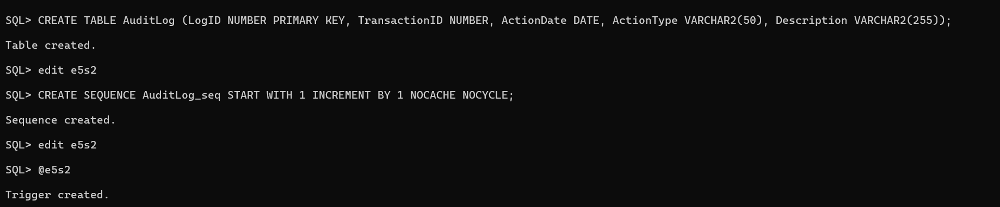 SQL> CREATE TABLE AuditLog (LogID NUMBER PRIMARY KEY, TransactionID NUMBER, ActionDate DATE, ActionType VARCHAR2(50), Description VARCHAR2(255));
Table created.
SQL> edit e5s2
SQL> CREATE SEQUENCE AuditLog_seq START WITH 1 INCREMENT BY 1 NOCACHE NOCYCLE;
Sequence created.
SQL> edit e5s2
SQL> @e5s2
Trigger created.